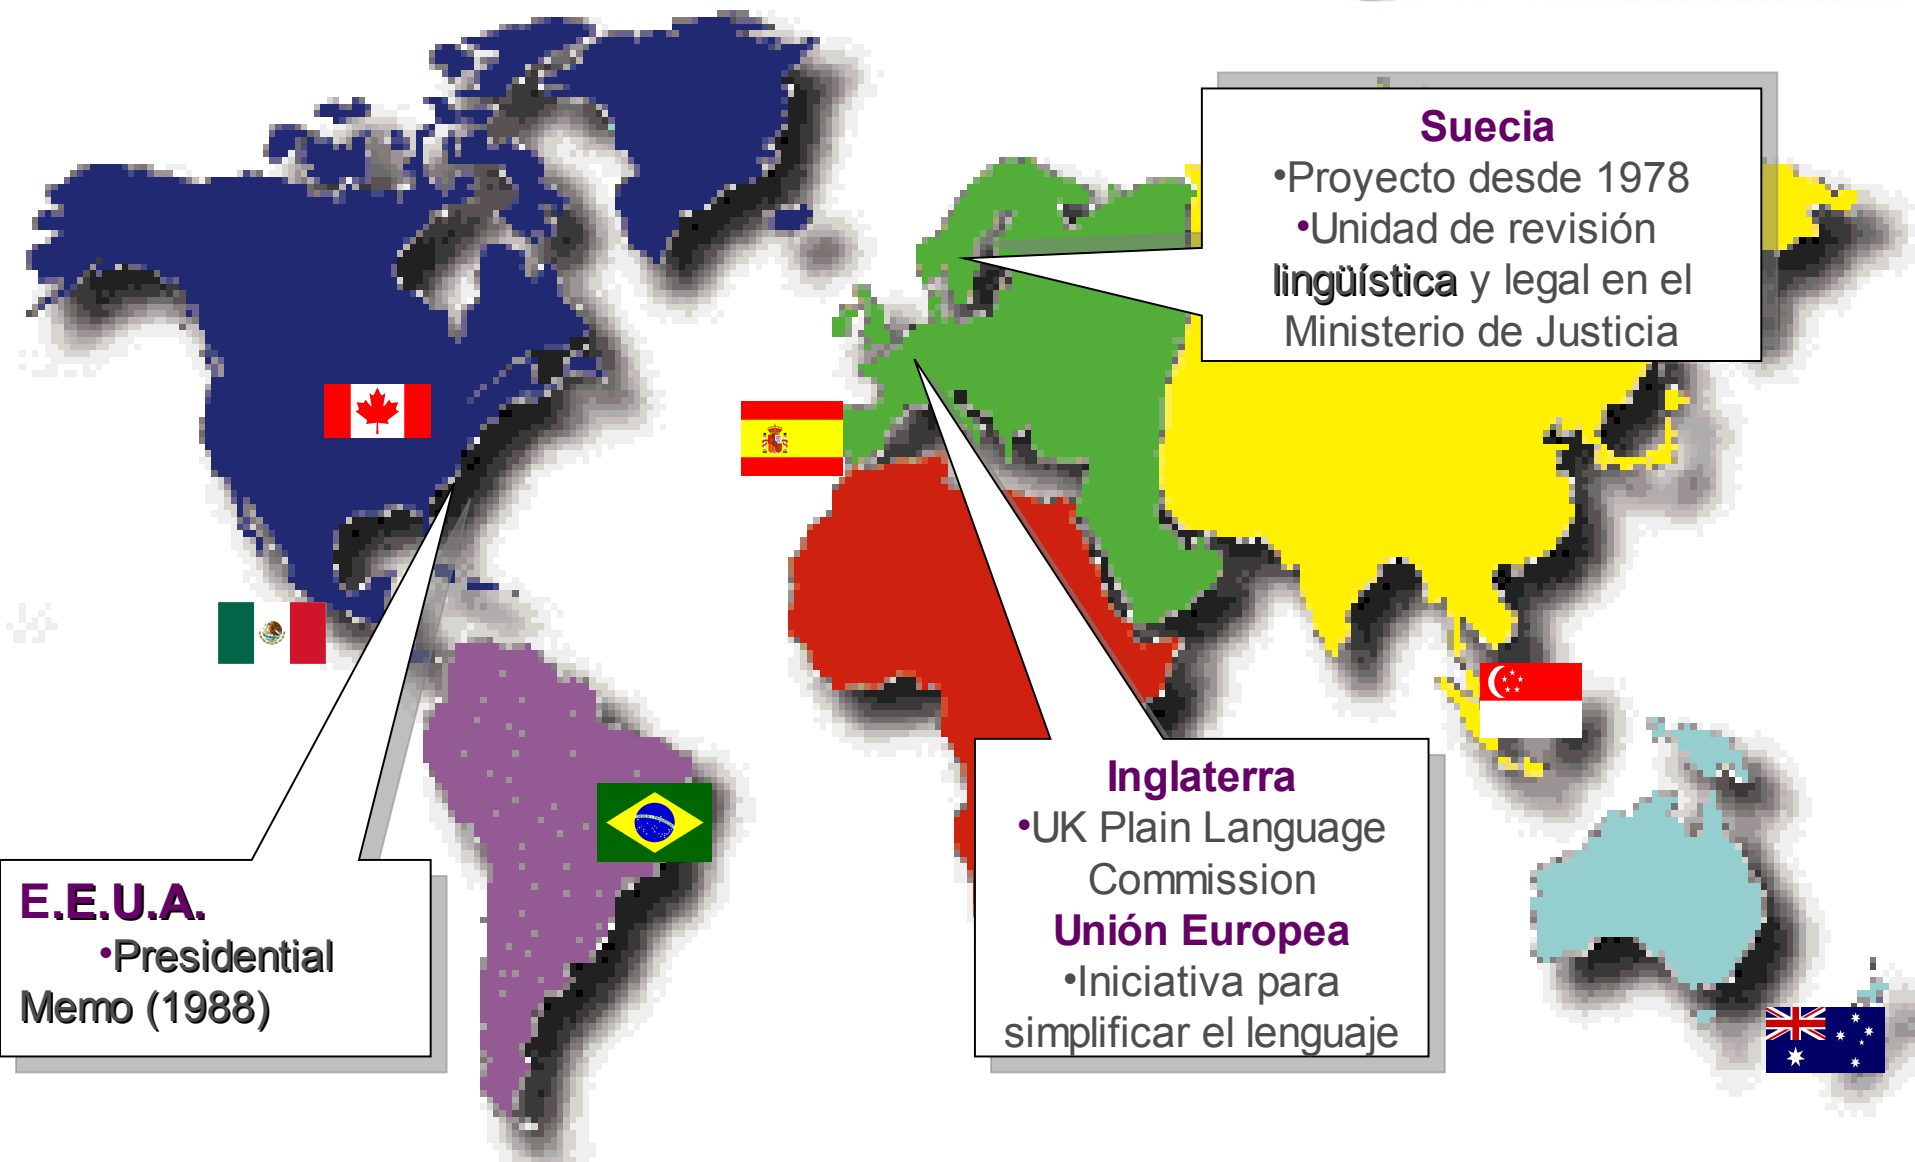 Suecia
•Proyecto desde 1978
•Unidad de revisión
lingüística y legal en el
Ministerio de Justicia
Inglaterra
•UK Plain Language
Commission
Unión Europea
•Iniciativa para
simplificar el lenguaje
E.E.U.A.
•Presidential
Memo (1988)